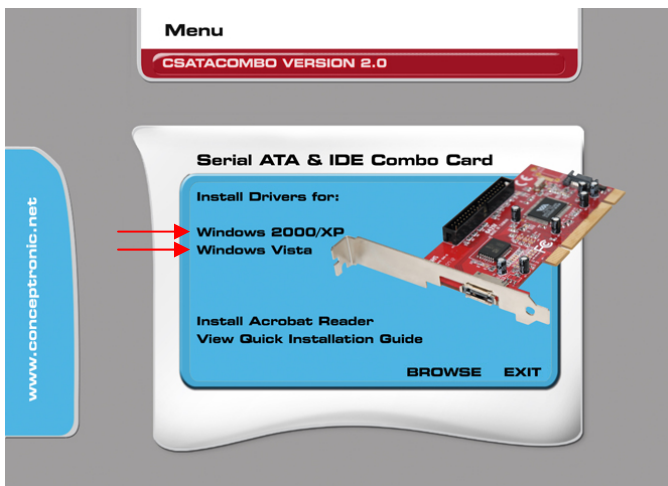 Menu
CSATACOMBO VERSION 2.0
www.conceptronic.net
Serial ATA & IDE Combo Card
Install Drivers for:
Windows 2000/XP
Windows Vista
Install Acrobat Reader
View Quick Installation Guide
BROWSE EXIT